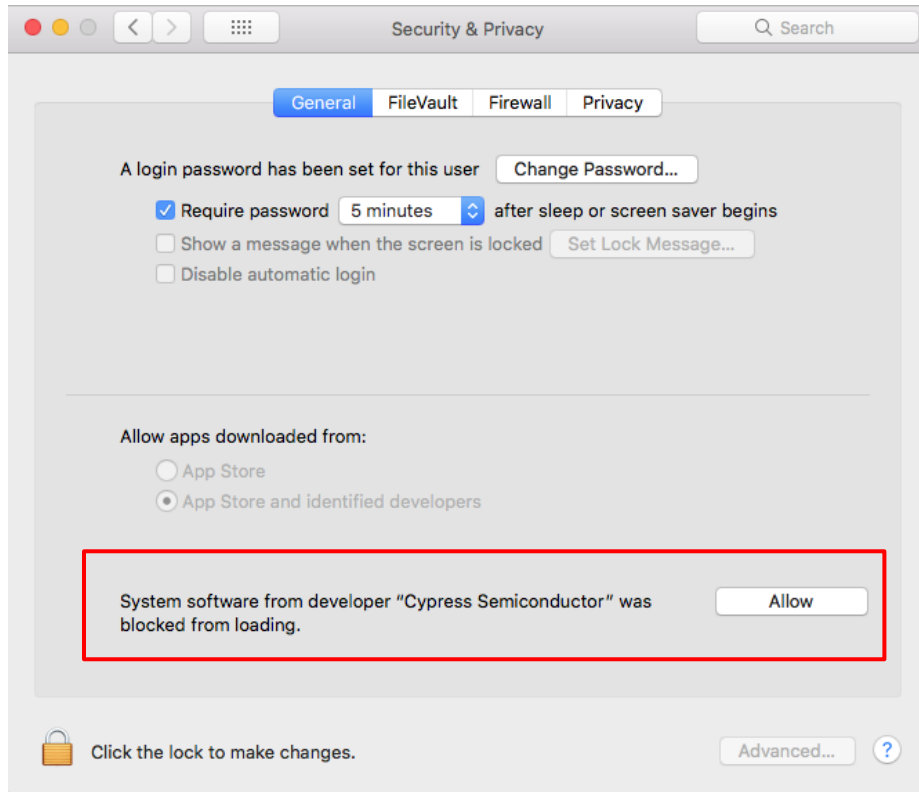 Security & Privacy
Search
General FileVault Firewall Privacy
A login password has been set for this user Change Password...
Require password 5 minutes after sleep or screen saver begins
Show a message when the screen is locked Set Lock Message...
Disable automatic login
Allow apps downloaded from:
App Store
App Store and identified developers
System software from developer “Cypress Semiconductor” was Allow
blocked from loading.
Click the lock to make changes. Advanced... ?